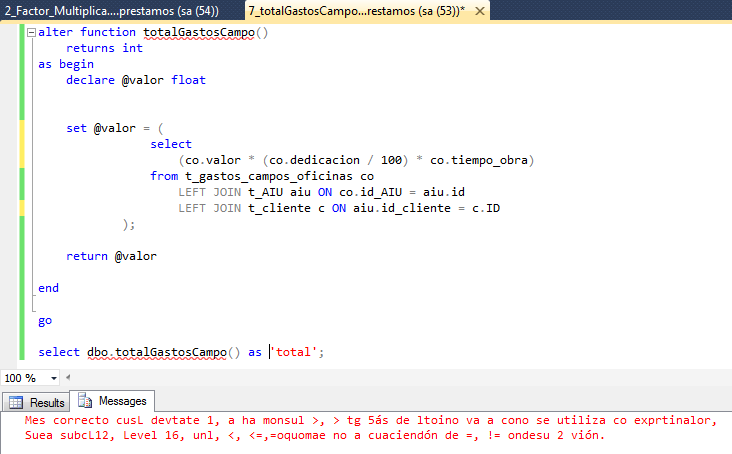 2_Factor_Multiplica....prestamos (sa (54))
7_totalGastosCampo...restamos (sa (53))*
alter function totalGastosCampo()
returns int
as begin
declare @valor float
set @valor = (
select
(co.valor * (co.dedicacion / 100) * co.tiempo_obra)
from t_gastos_campos_oficinas co
LEFT JOIN t_AIU aiu ON co.id_AIU = aiu.id
LEFT JOIN t_cliente c ON aiu.id_cliente = c.ID
);
return @valor
end
go
select dbo.totalGastosCampo() as 'total';
100 %
Results
Messages
Mes correcto cusL devtate 1, a ha monsul >, > tg 5ás de ltoino va a cono se utiliza co exprtinalor,
Suea subcL12, Level 16, unl, <, <=,=oquomae no a cuaciendón de =, != ondesu 2 vión.